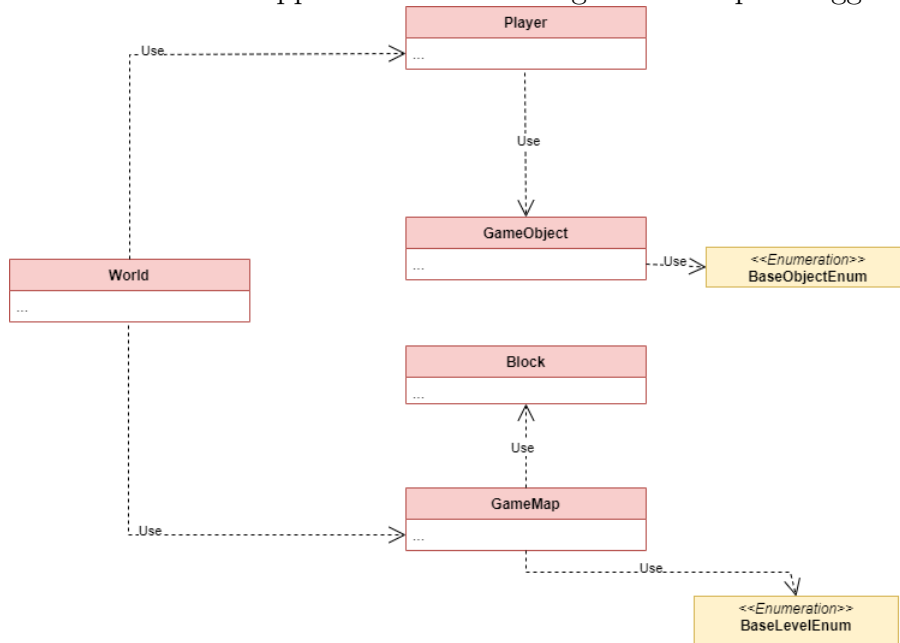 Player
Use
...
Use
GameObject
...
Use
<<Enumeration>>
BaseObjectEnum
World
...
Block
...
Use
GameMap
...
Use
Use
<<Enumeration>>
BaseLevelEnum